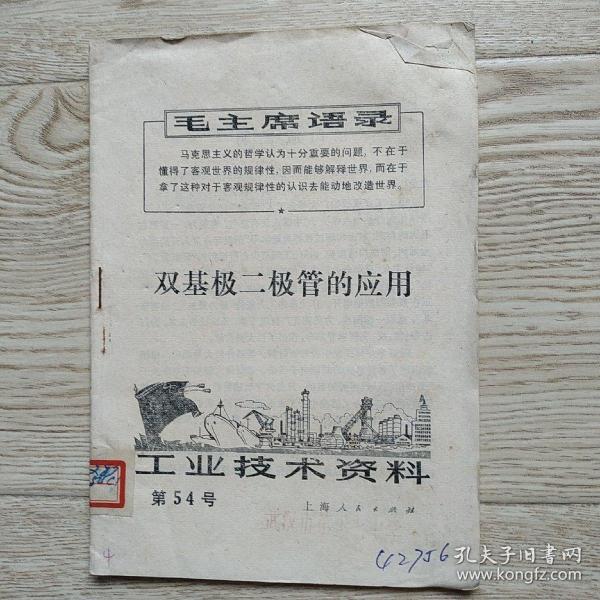 毛主席语录
马克思主义的哲学认为十分重要的问题，不在于
懂得了客观世界的规律性，因而能够解释世界，而在于
拿了这种对于客观规律性的认识去能动地改造世界。
双基极二极管的应用
工业技术资料
第54号
上海人民出版社
4
42756
孔夫子旧书网
www.kongfz.com